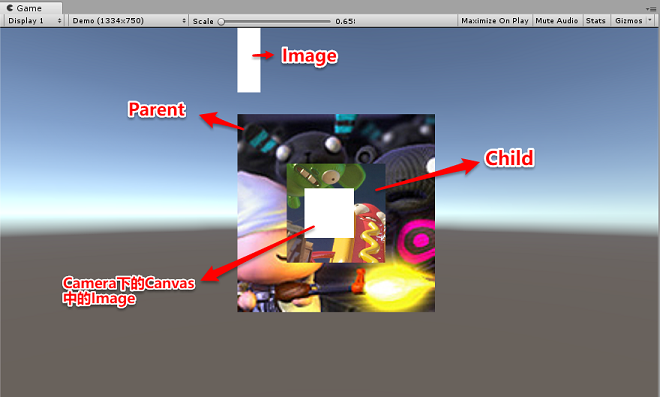 Game
Display 1
Demo (1334x750)
Scale
0.65:
Maximize On Play
Mute Audio
Stats
Gizmos
Image
Parent
Child
Camera下的Canvas
中的Image